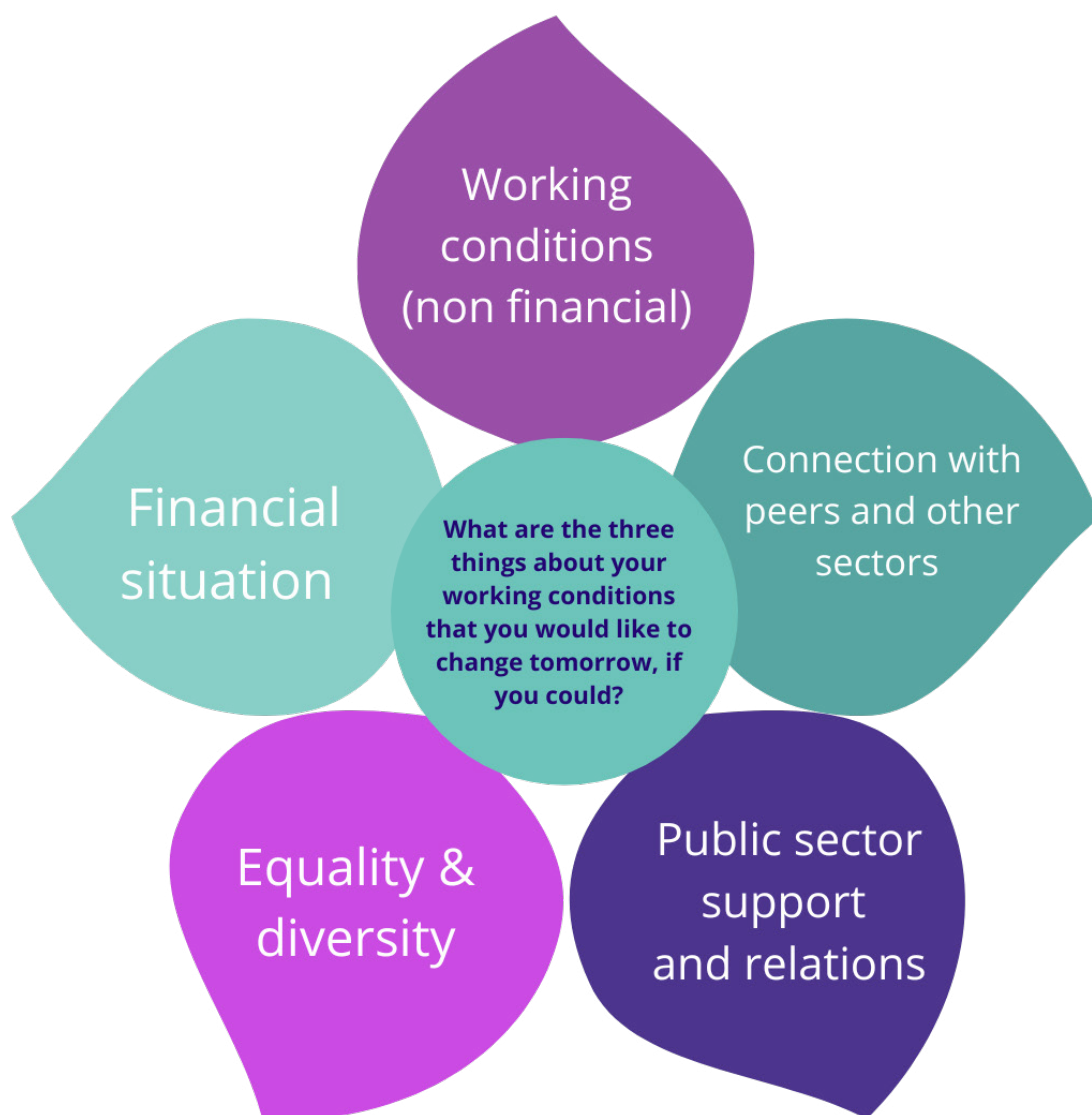 Working
conditions
(non financial)
Connection with
peers and other
sectors
Financial
situation
What are the three
things about your
working conditions
that you would like to
change tomorrow, if
you could?
Equality &
diversity
Public sector
support
and relations